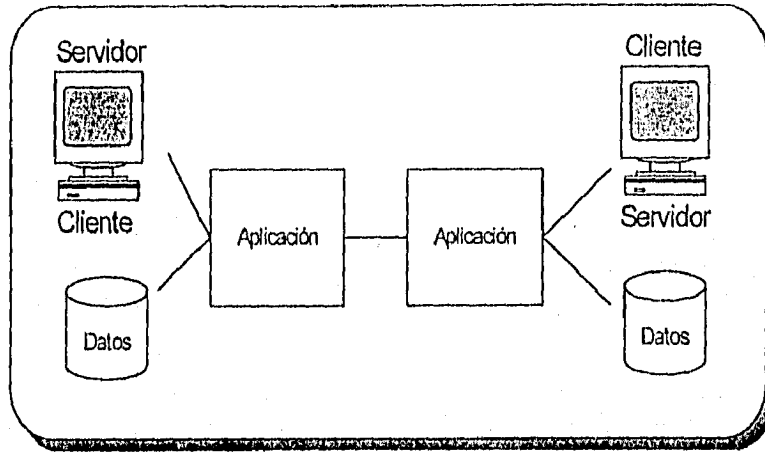 Servidor
Cliente
Cliente
Servidor
Aplicación
Aplicación
Datos
Datos